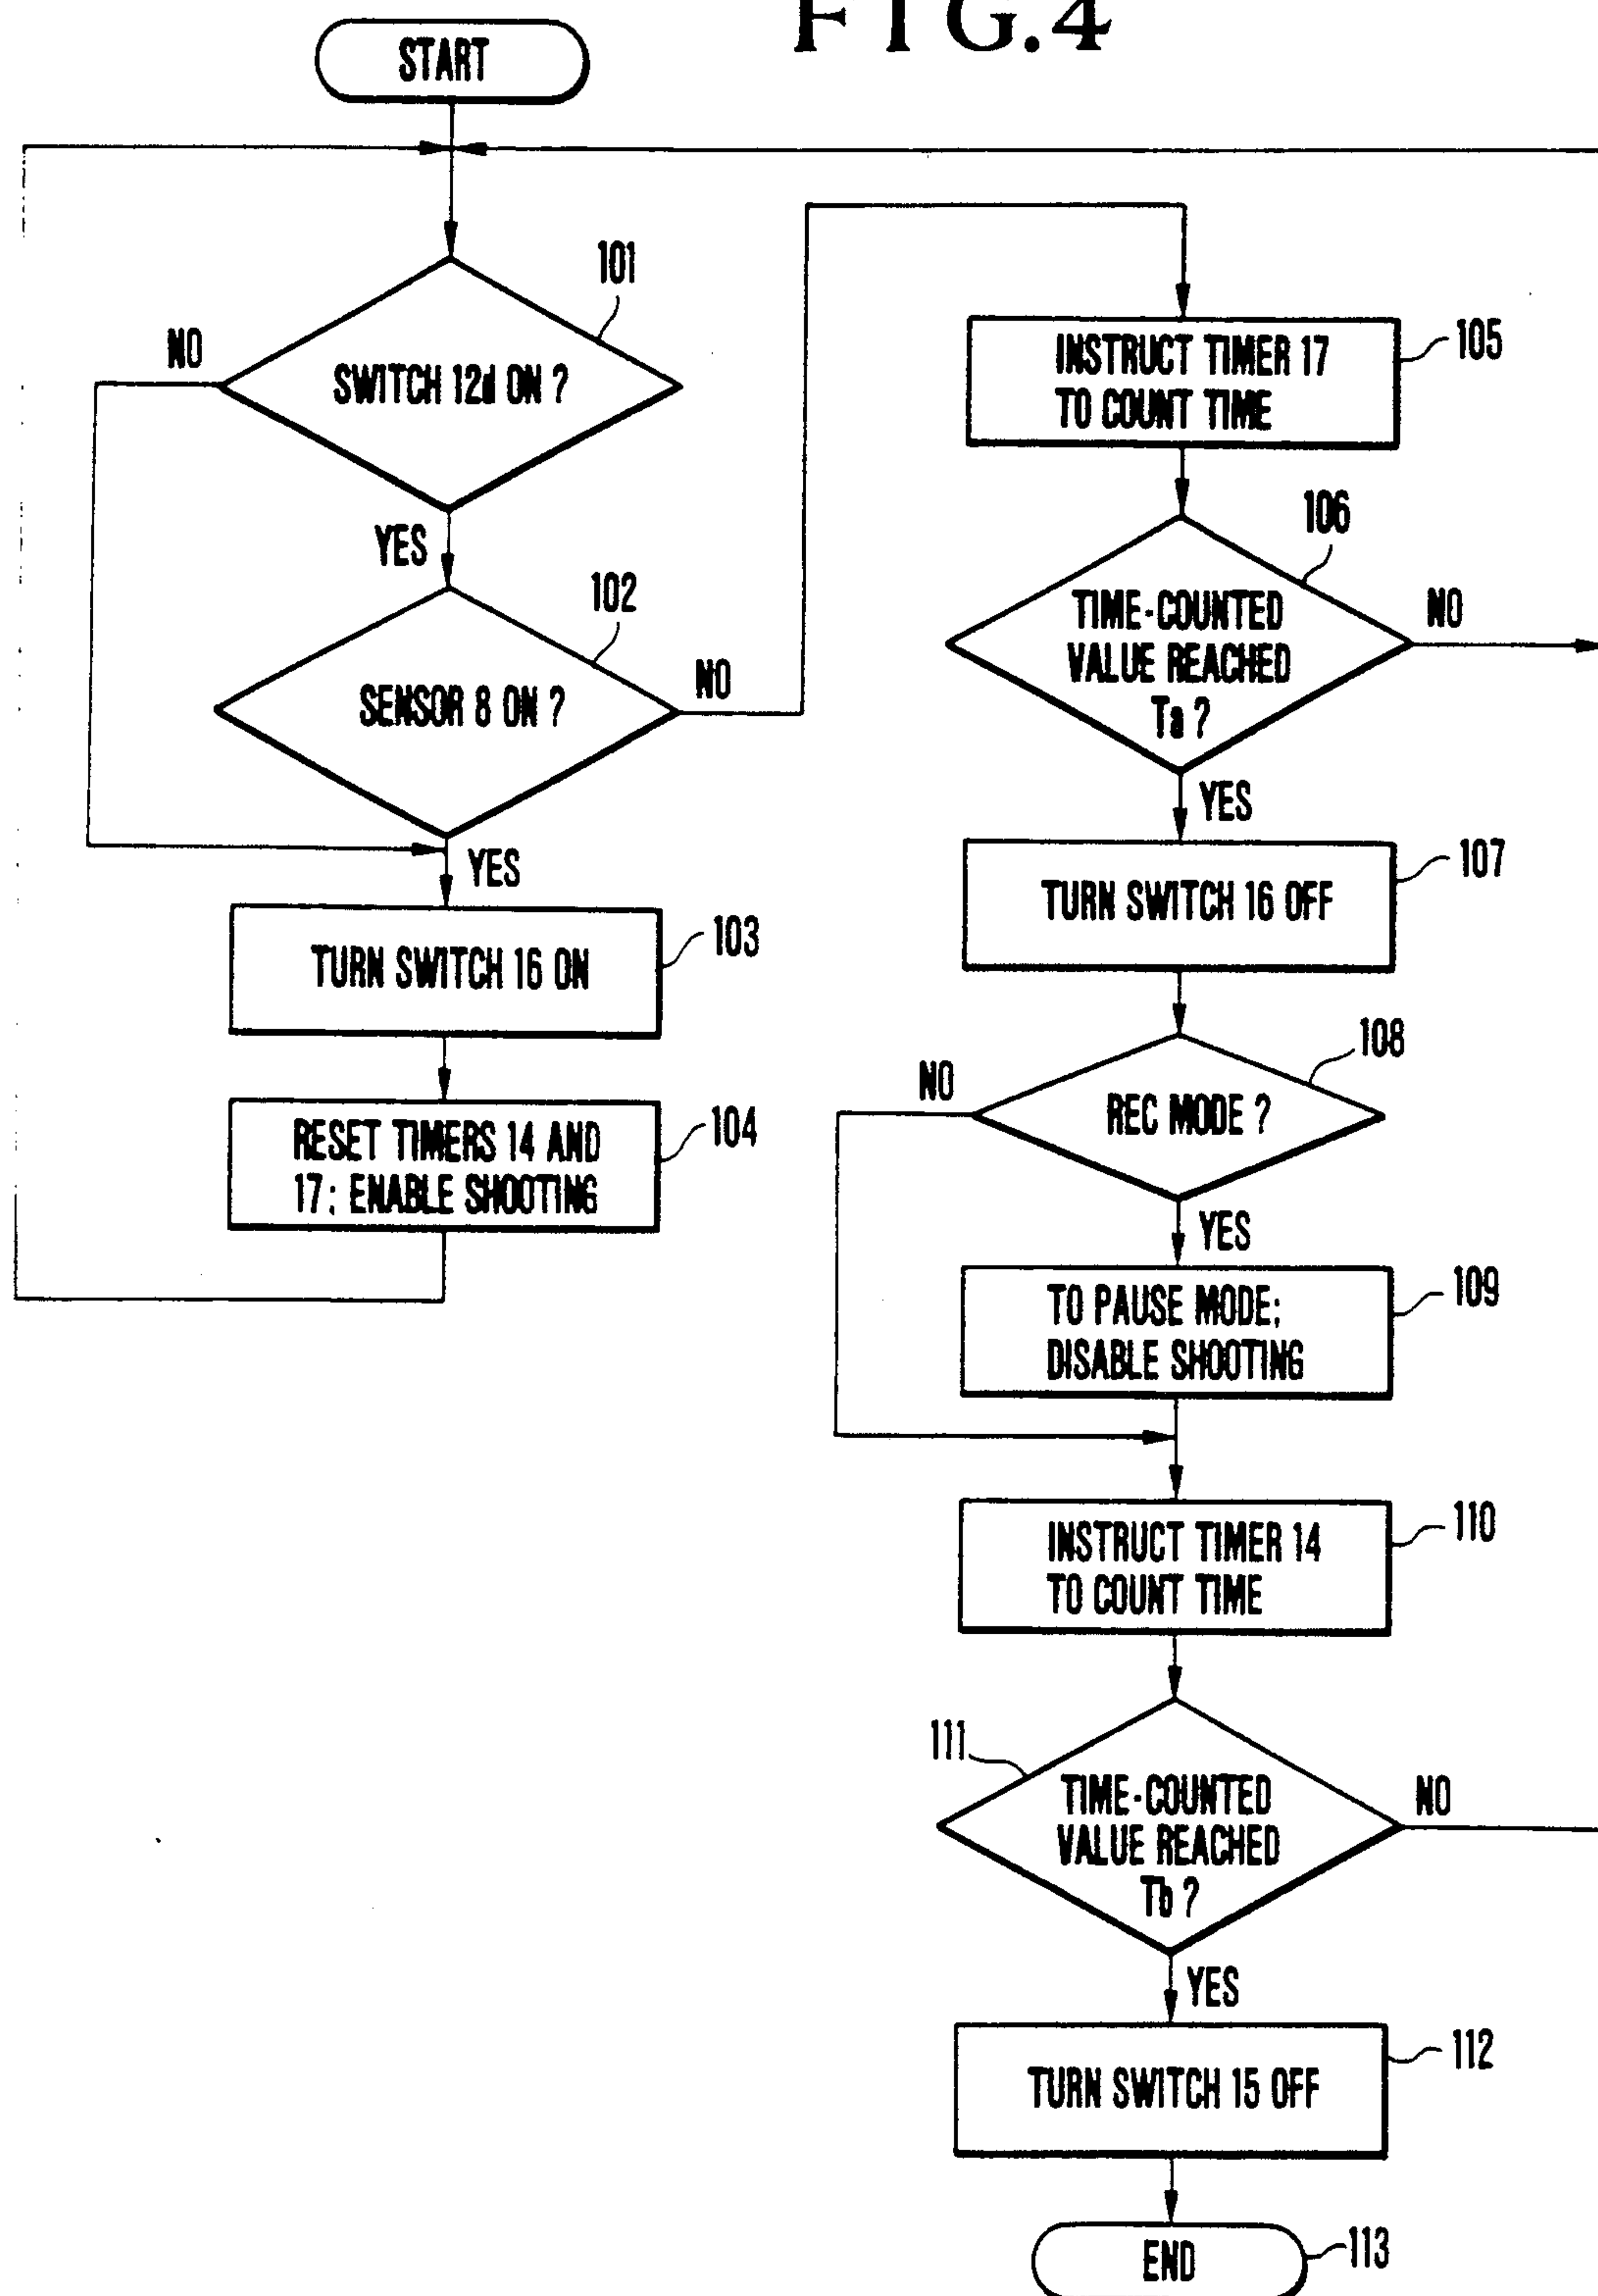 FIG.4
START
101
NO
SWITCH 12d ON ?
YES
102
SENSOR 8 ON ?
NO
YES
TURN SWITCH 16 ON
103
RESET TIMERS 14 AND
17; ENABLE SHOOTING
104
INSTRUCT TIMER 17
TO COUNT TIME
105
106
TIME-COUNTED
VALUE REACHED
Ta ?
NO
YES
TURN SWITCH 16 OFF
107
108
NO
REC MODE ?
YES
TO PAUSE MODE;
DISABLE SHOOTING
109
INSTRUCT TIMER 14
TO COUNT TIME
110
111
TIME-COUNTED
VALUE REACHED
Tb ?
NO
YES
TURN SWITCH 15 OFF
112
END
113